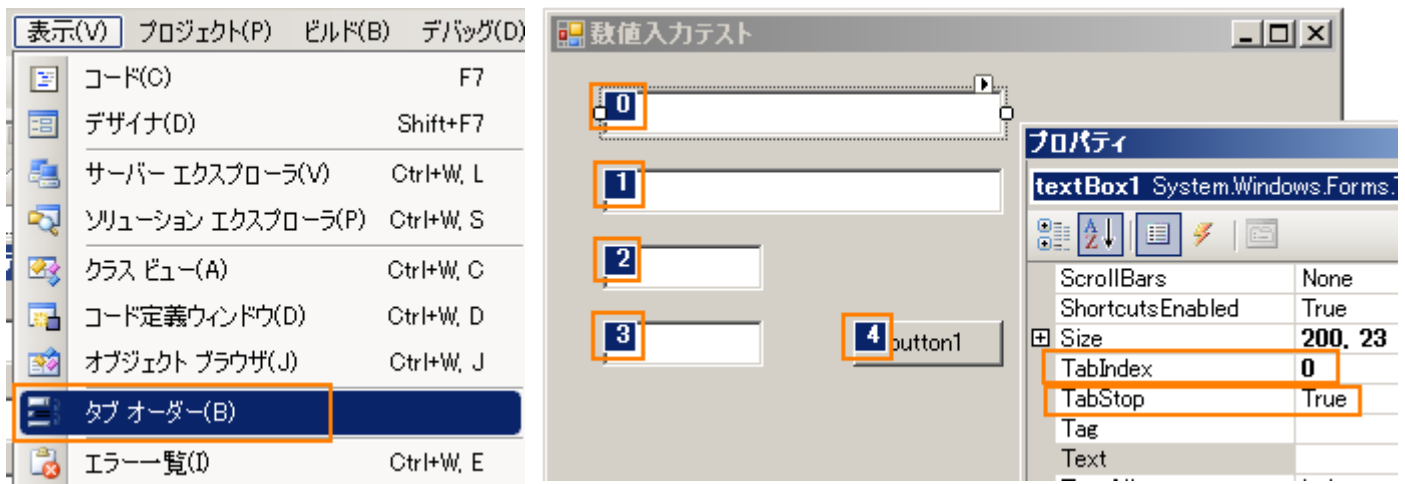 表示(V) プロジェクト(P) ビルド(B) デバッグ(D)
コード(C) F7
デザイナ(D) Shift+F7
サーバー エクスプローラ(V) Ctrl+W, L
ソリューション エクスプローラ(P) Ctrl+W, S
クラス ビュー(A) Ctrl+W, C
コード定義ウィンドウ(D) Ctrl+W, D
オブジェクト ブラウザ(J) Ctrl+W, J
タブ オーダー(B)
エラー一覧(I) Ctrl+W, E
数値入力テスト
0
1
2
3
4 button1
プロパティ
textBox1 System.Windows.Forms.
ScrollBars None
ShortcutsEnabled True
Size 200, 23
TabIndex 0
TabStop True
Tag
Text